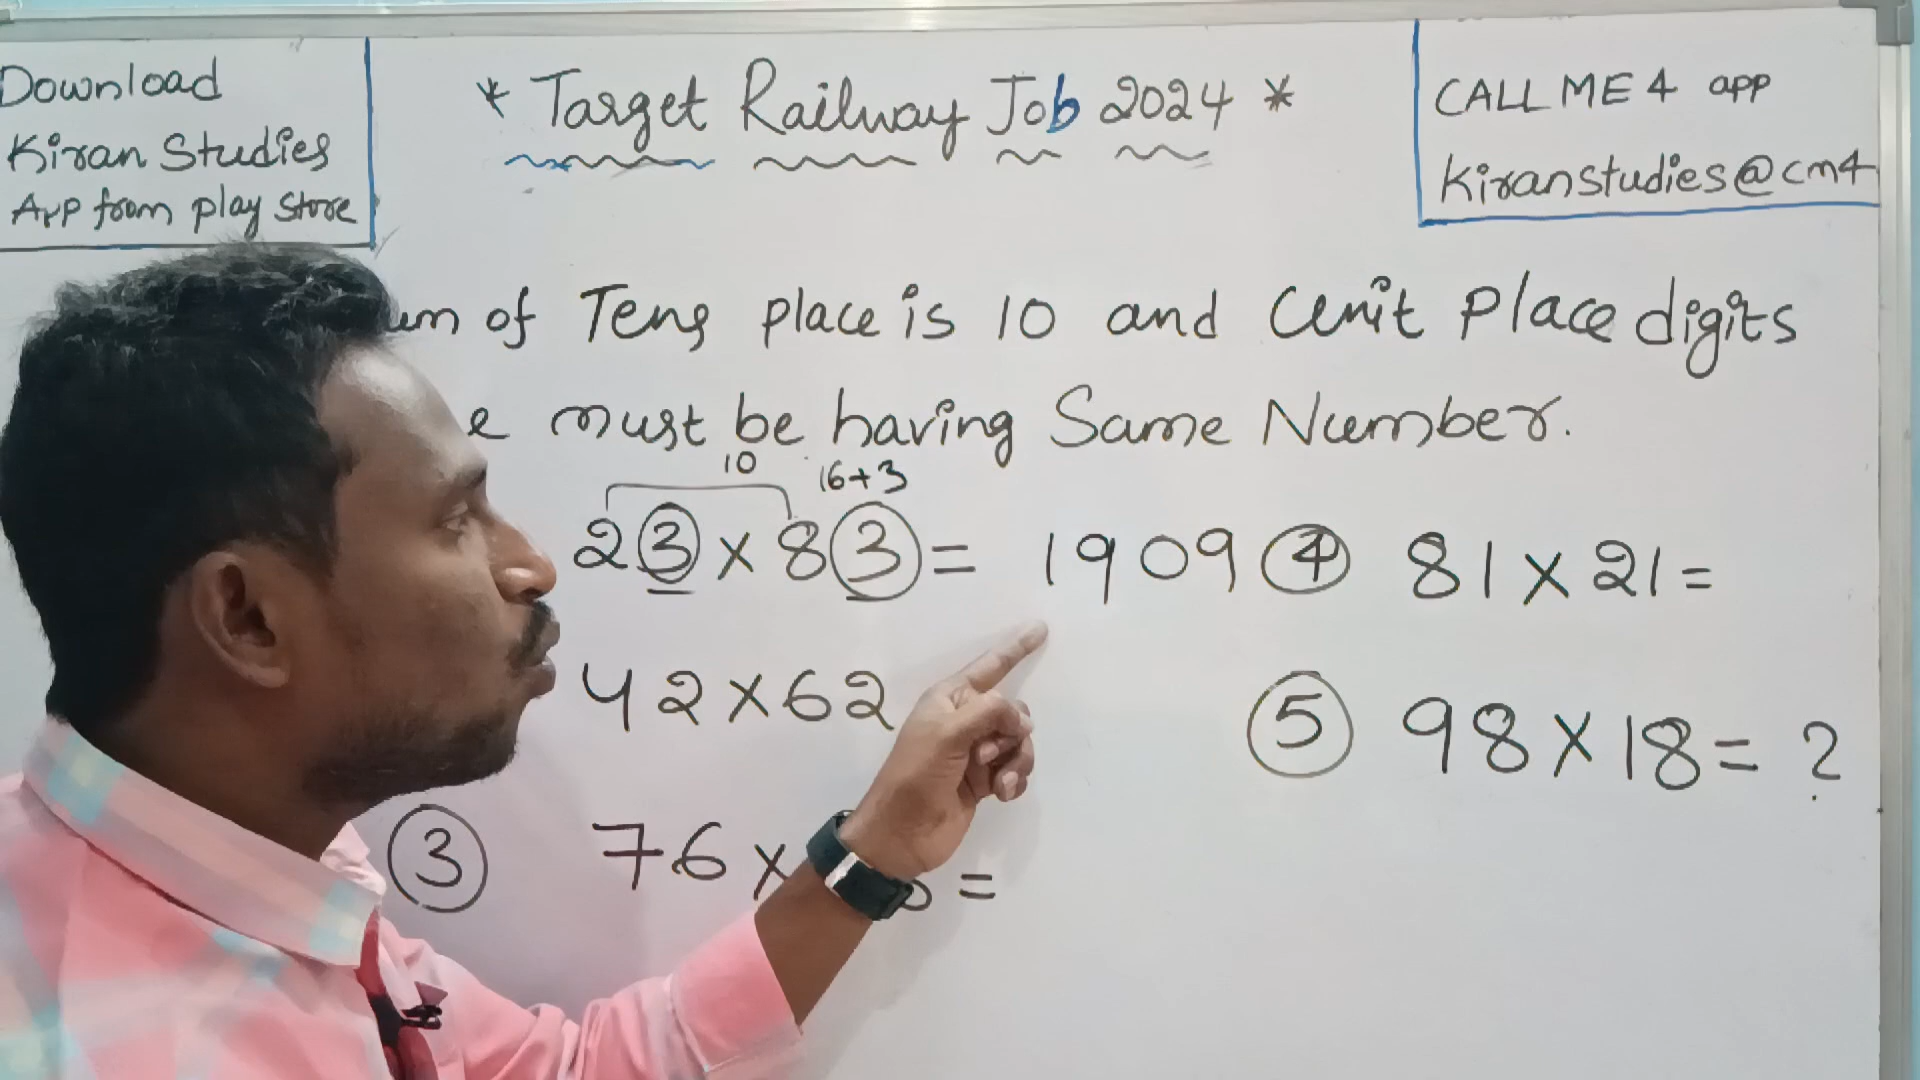 Download
Kiran Studies
App from play store
* Target Railway Job 2024 *
CALL ME 4 app
kiranstudies@cm4
of Tens place is 10 and Unit Place digits
must be having Same Number.
10
16+3
23 x 83 = 1909
42 x 62
3 76 x =
4 81 x 21 =
5 98 x 18 = ?